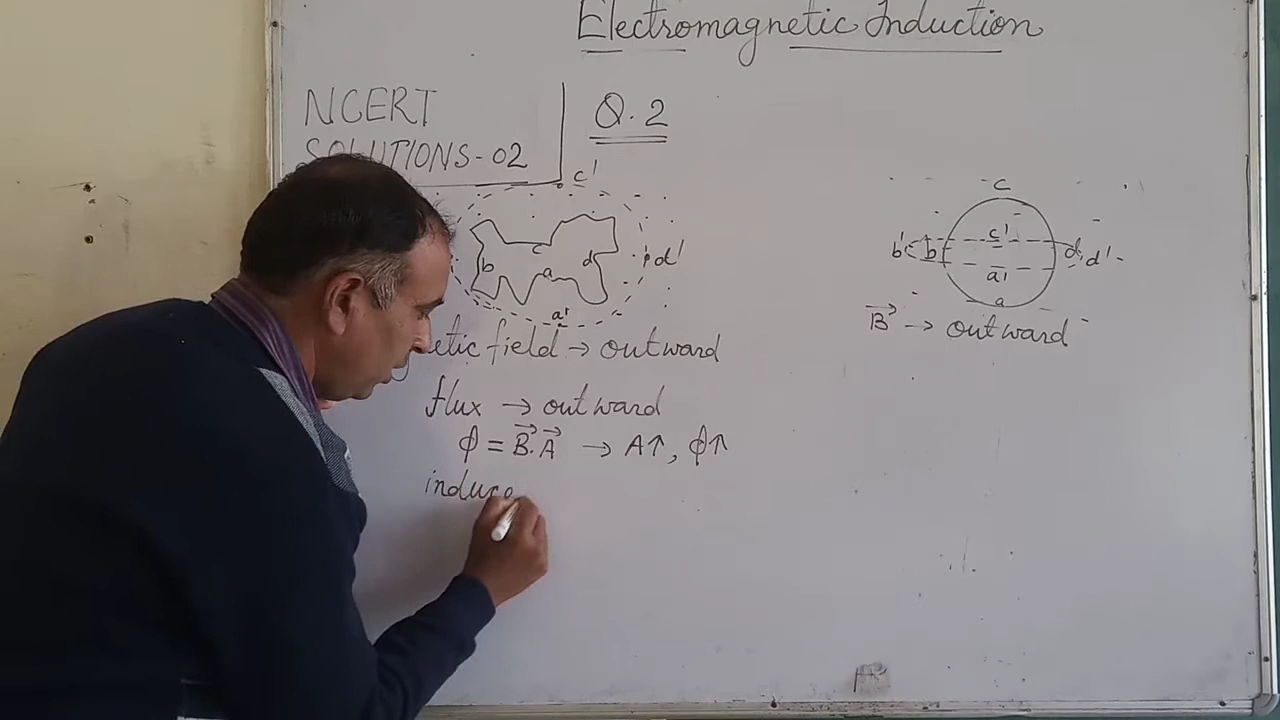 Electromagnetic Induction
NCERT
SOLUTIONS-02
Q. 2
c'
c
b
d
a
d'
a'
etic field → outward
flux → outward
ϕ = B⃗.A⃗ → A↑, ϕ↑
induce
c
c'
b' b d d'
a'
a
B⃗ → outward